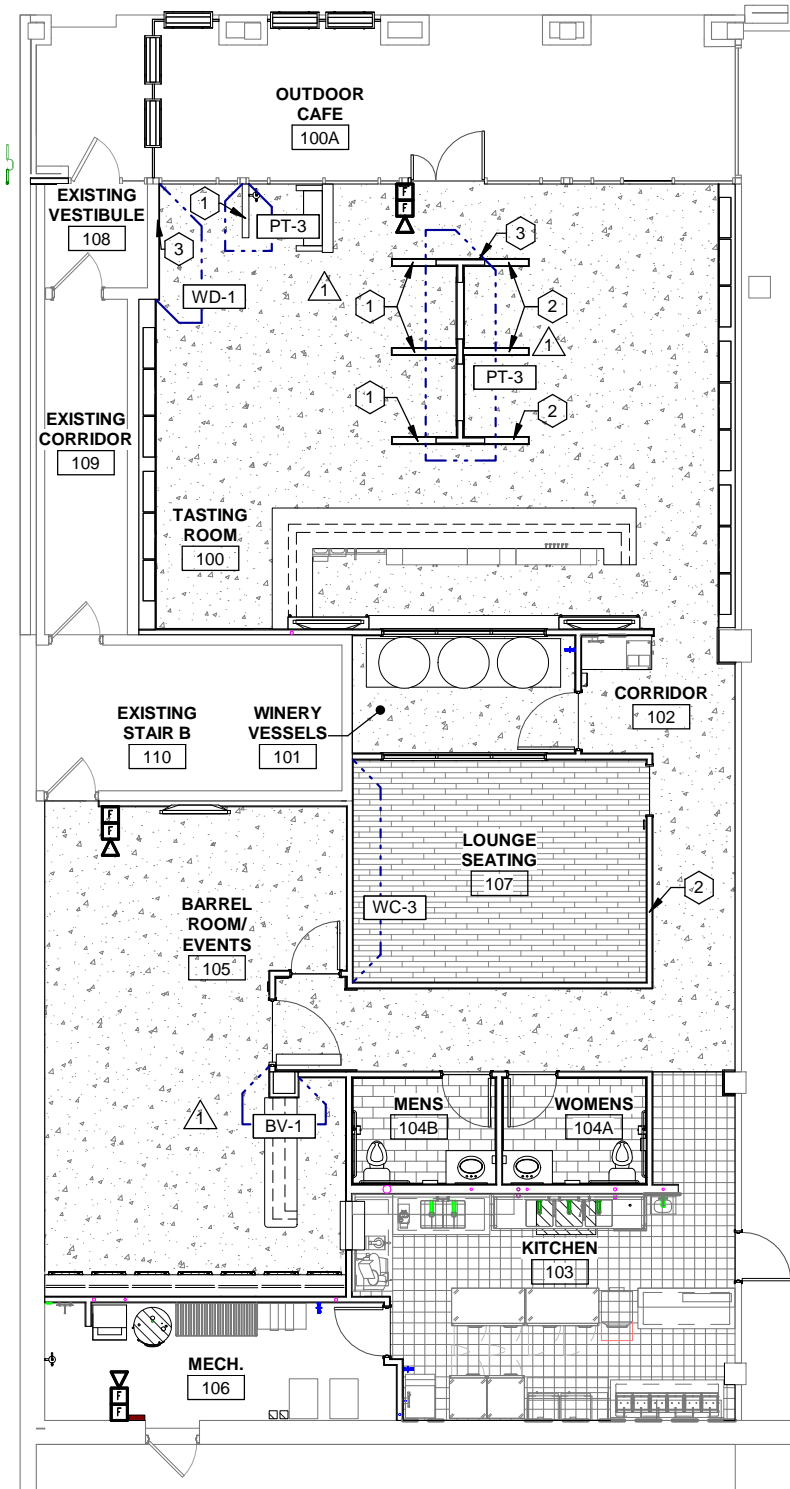 OUTDOOR
CAFE
100A
EXISTING
VESTIBULE
108
1
PT-3
F
F
3
3
WD-1
1
1
2
1
PT-3
1
2
EXISTING
CORRIDOR
109
TASTING
ROOM
100
EXISTING
STAIR B
110
WINERY
VESSELS
101
CORRIDOR
102
F
F
LOUNGE
SEATING
107
2
WC-3
BARREL
ROOM/
EVENTS
105
1
BV-1
MENS
104B
WOMENS
104A
KITCHEN
103
MECH.
106
F
F